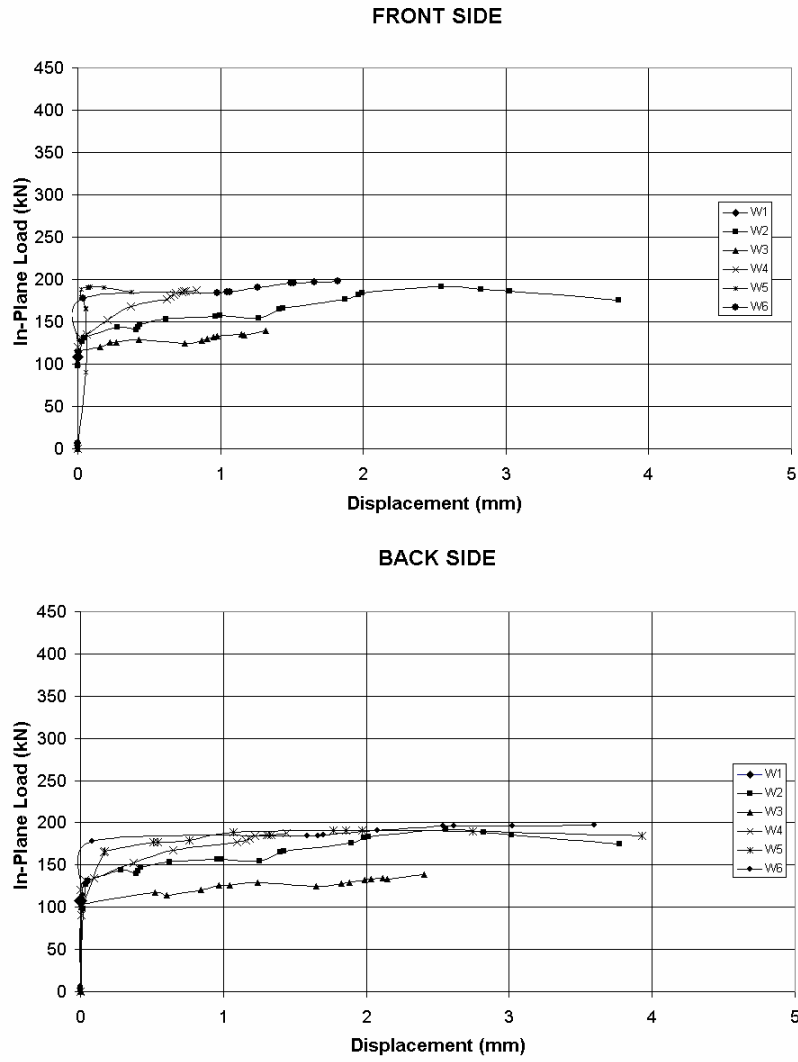 FRONT SIDE
450
400
350
300
250
200
150
100
50
0
In-Plane Load (kN)
W1
W2
W3
W4
W5
W6
0 1 2 3 4 5
Displacement (mm)
BACK SIDE
450
400
350
300
250
200
150
100
50
0
In-Plane Load (kN)
W1
W2
W3
W4
W5
W6
0 1 2 3 4 5
Displacement (mm)